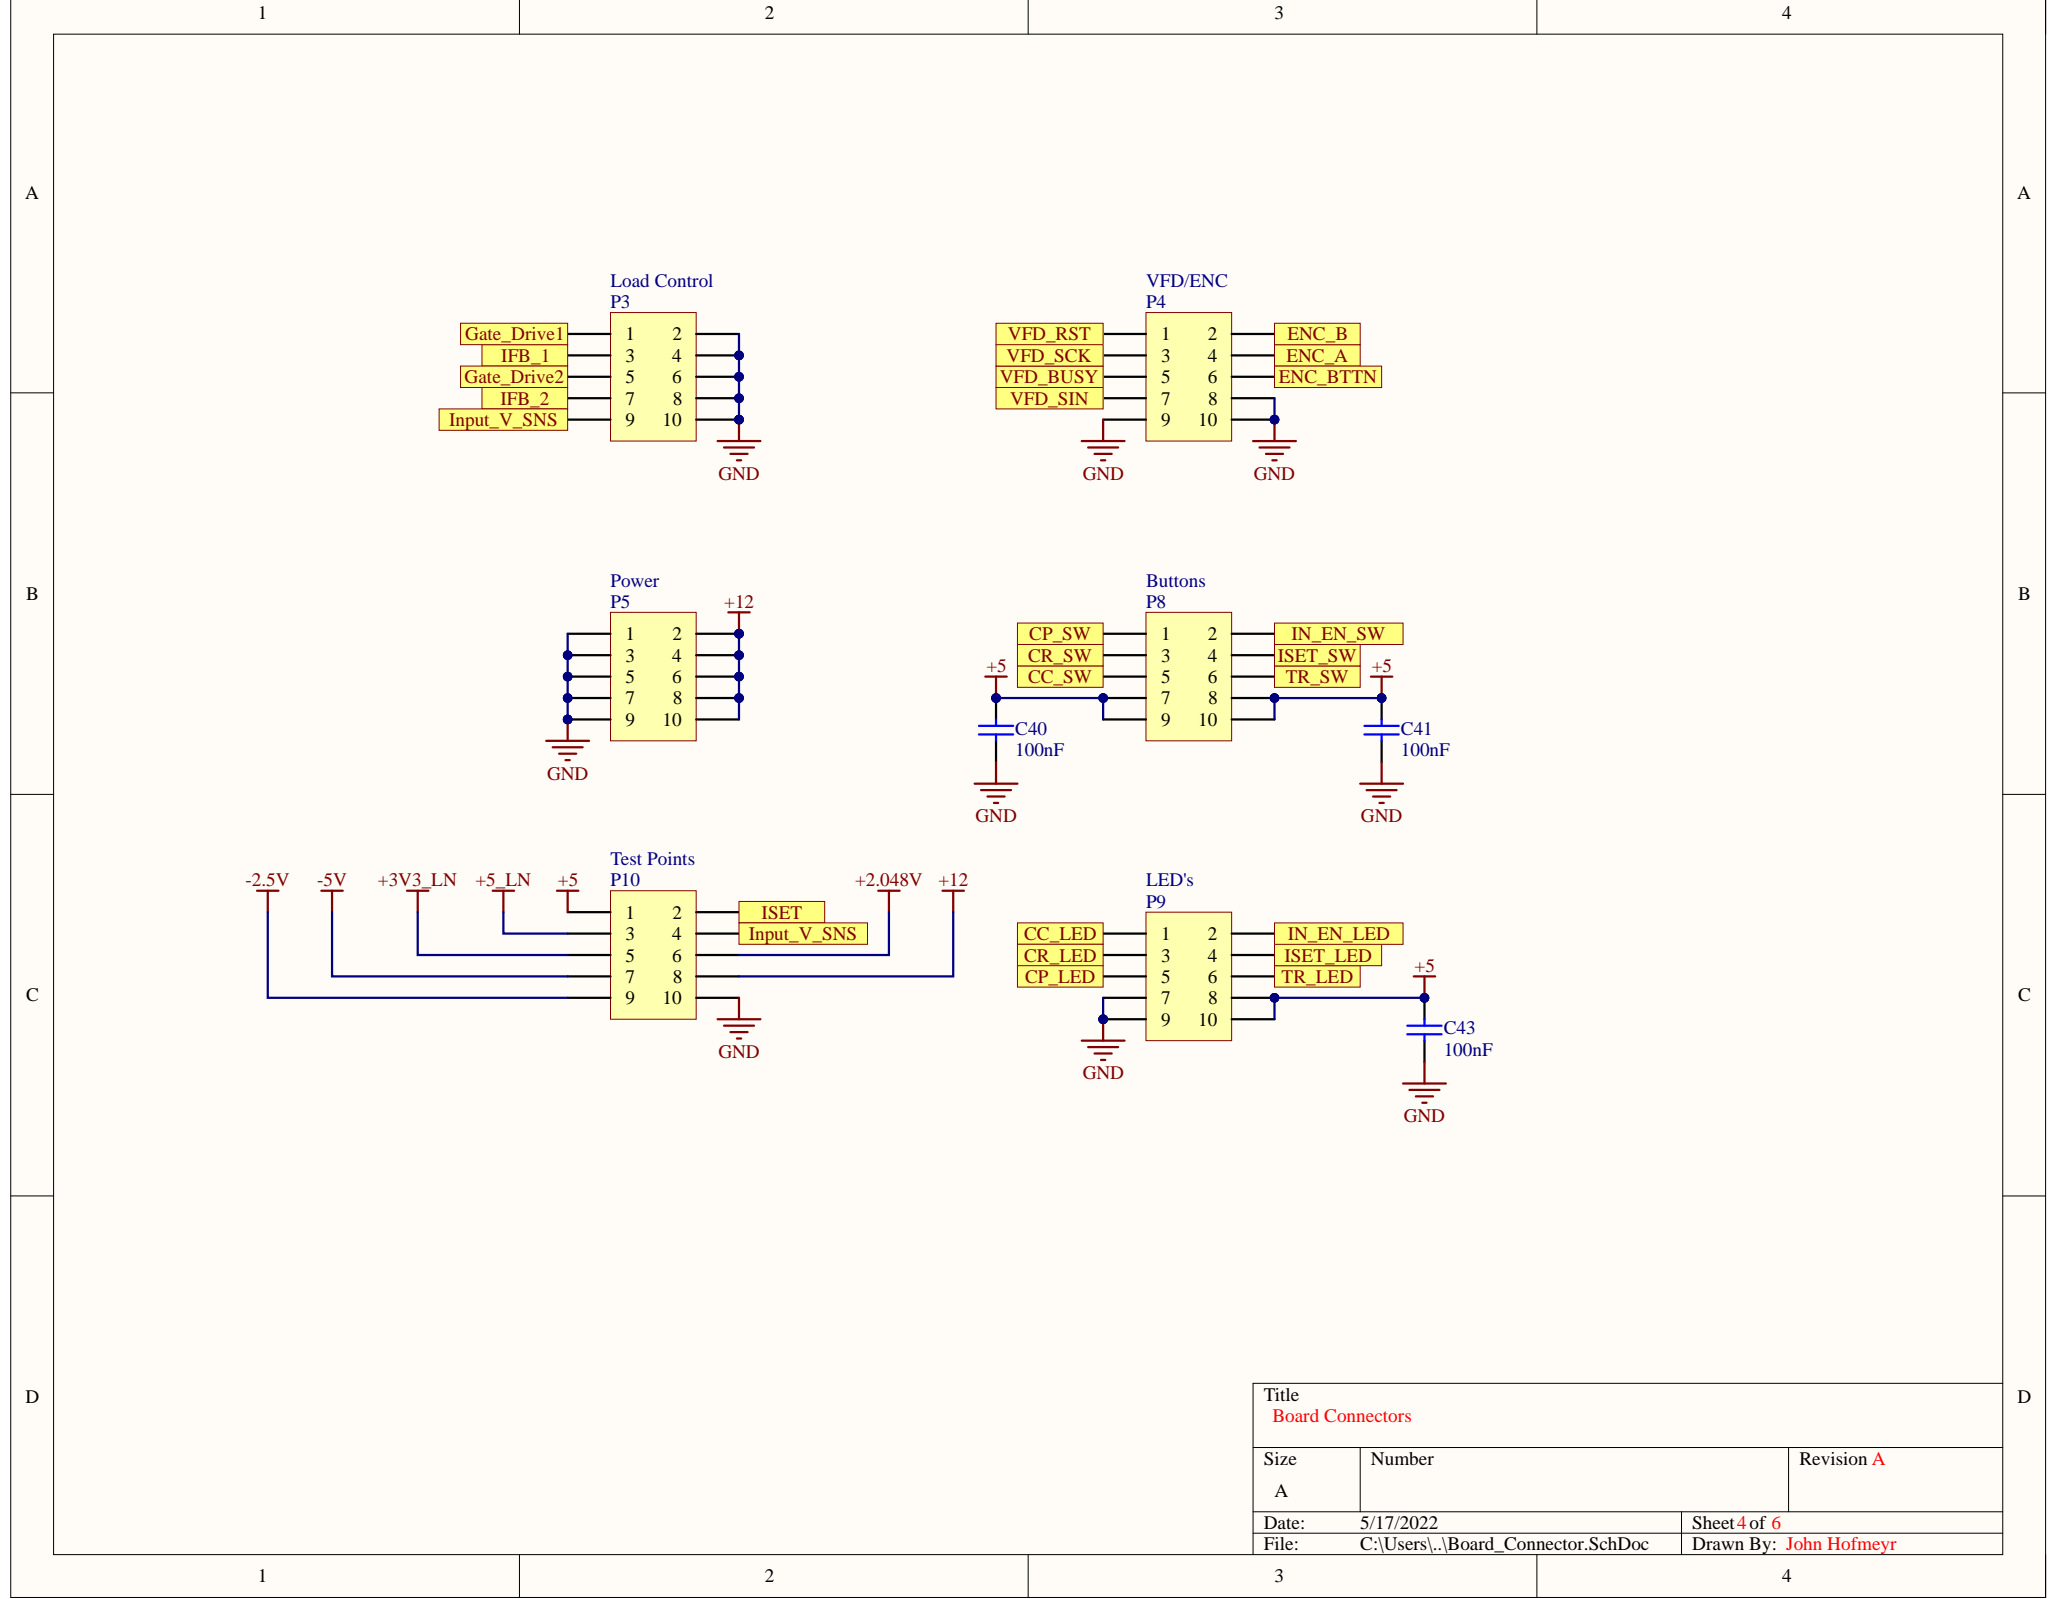 1 2 3 4
A A
Load Control
P3
Gate_Drive1 1 2
IFB_1 3 4
Gate_Drive2 5 6
IFB_2 7 8
Input_V_SNS 9 10
GND
VFD/ENC
P4
VFD_RST 1 2 ENC_B
VFD_SCK 3 4 ENC_A
VFD_BUSY 5 6 ENC_BTTN
VFD_SIN 7 8
9 10
GND GND
B B
Power
P5 +12
1 2
3 4
5 6
7 8
9 10
GND
Buttons
P8
CP_SW 1 2 IN_EN_SW
CR_SW 3 4 ISET_SW
+5 CC_SW 5 6 TR_SW +5
7 8
9 10
C40
100nF
GND
C41
100nF
GND
Test Points
-2.5V -5V +3V3_LN +5_LN +5 P10 +2.048V +12
1 2 ISET
3 4 Input_V_SNS
5 6
7 8
9 10
GND
LED's
P9
CC_LED 1 2 IN_EN_LED
CR_LED 3 4 ISET_LED
CP_LED 5 6 TR_LED +5
7 8
9 10
GND
C43
100nF
GND
C C
D D
Title
Board Connectors
Size Number Revision A
A
Date: 5/17/2022 Sheet 4 of 6
File: C:\Users\..\Board_Connector.SchDoc Drawn By: John Hofmeyr
1 2 3 4